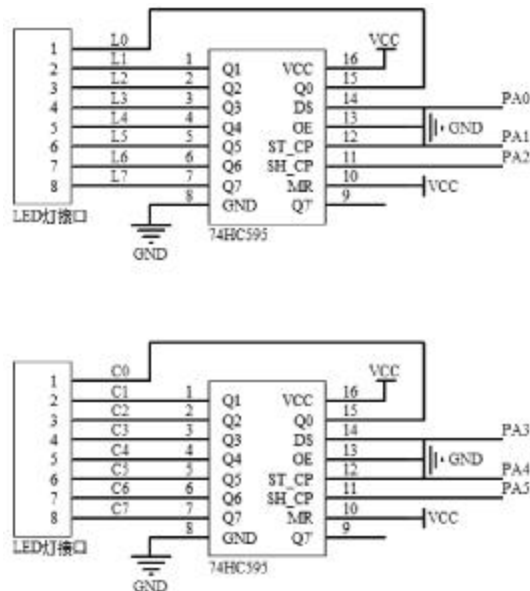 L0
VCC
1 L1 16
2 L2 1 Q1 VCC 15
3 L3 2 Q2 Q0 14 PA0
4 L4 3 Q3 DS 13
5 L5 4 Q4 OE 12 GND
6 L6 5 Q5 ST_CP 11 PA1
7 L7 6 Q6 SH_CP 10 PA2
8 7 Q7 MR 9 VCC
8 GND Q7'
LED灯接口
74HC595
GND
C0
VCC
1 C1 16
2 C2 1 Q1 VCC 15
3 C3 2 Q2 Q0 14 PA3
4 C4 3 Q3 DS 13
5 C5 4 Q4 OE 12 GND
6 C6 5 Q5 ST_CP 11 PA4
7 C7 6 Q6 SH_CP 10 PA5
8 7 Q7 MR 9 VCC
8 GND Q7'
LED灯接口
74HC595
GND